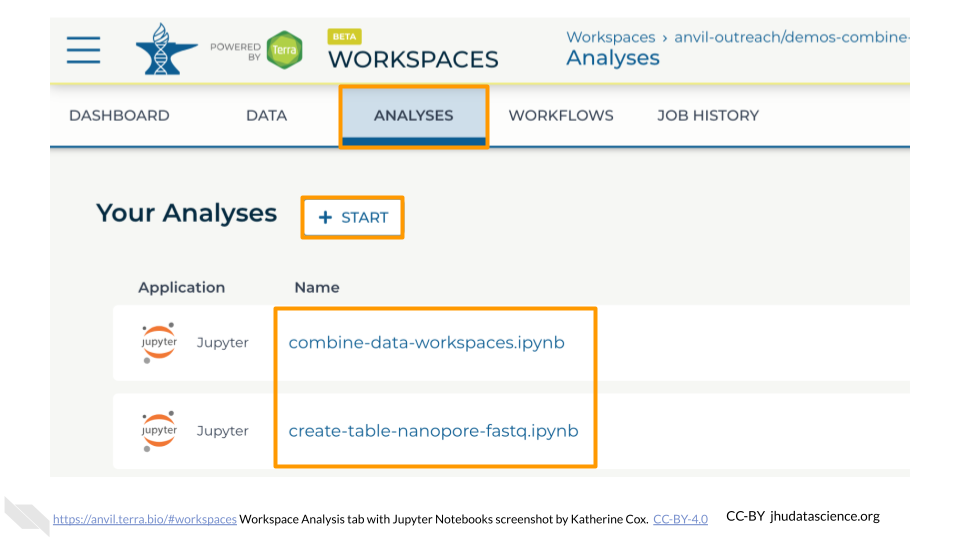 POWERED
BY
Terra
BETA
WORKSPACES
Workspaces › anvil-outreach/demos-combine-
Analyses
DASHBOARD DATA ANALYSES WORKFLOWS JOB HISTORY
Your Analyses + START
Application Name
jupyter Jupyter combine-data-workspaces.ipynb
jupyter Jupyter create-table-nanopore-fastq.ipynb
https://anvil.terra.bio/#workspaces Workspace Analysis tab with Jupyter Notebooks screenshot by Katherine Cox. CC-BY-4.0 CC-BY jhudatascience.org